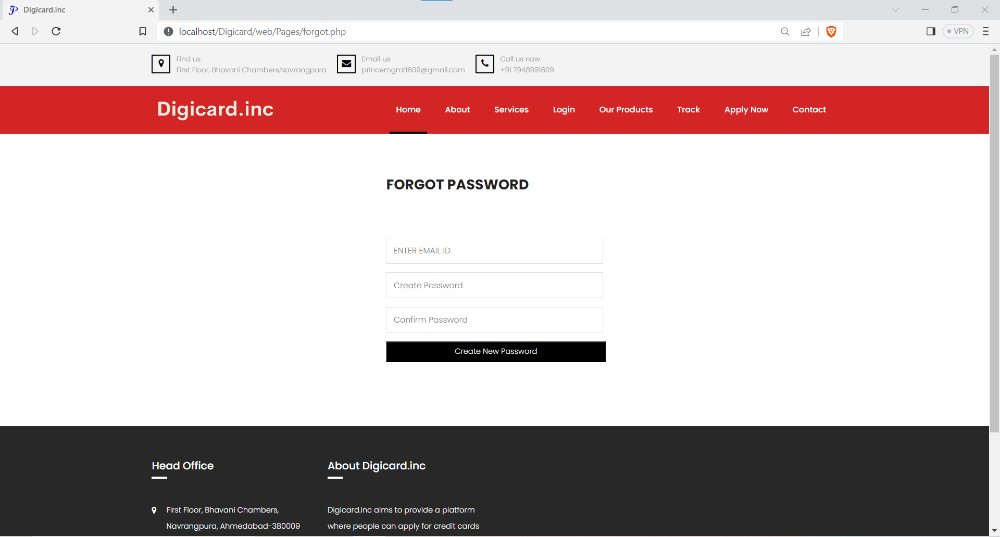 Digicard.inc
localhost/Digicard/web/Pages/forgot.php
VPN
Find us
First Floor, Bhavani Chambers,Navrangpura
Email us
princemgmt1609@gmail.com
Call us now
+91 7948991609
Digicard.inc
Home About Services Login Our Products Track Apply Now Contact
FORGOT PASSWORD
ENTER EMAIL ID
Create Password
Confirm Password
Create New Password
Head Office
First Floor, Bhavani Chambers,
Navrangpura, Ahmedabad-380009
About Digicard.inc
Digicard.inc aims to provide a platform
where people can apply for credit cards